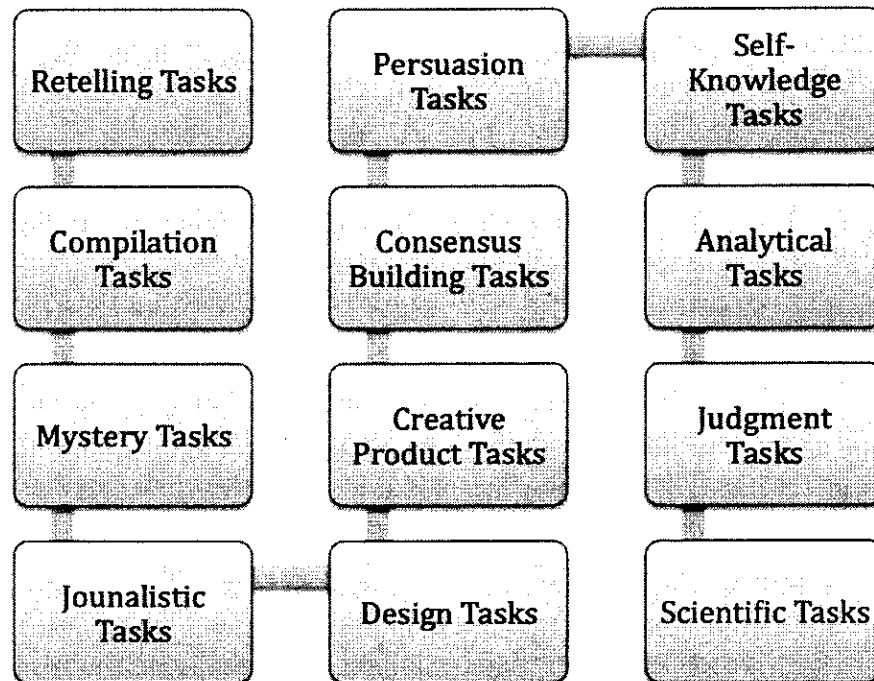 Retelling Tasks
Compilation
Tasks
Mystery Tasks
Jounalistic
Tasks
Design Tasks
Creative
Product Tasks
Consensus
Building Tasks
Persuasion
Tasks
Self-
Knowledge
Tasks
Analytical
Tasks
Judgment
Tasks
Scientific Tasks